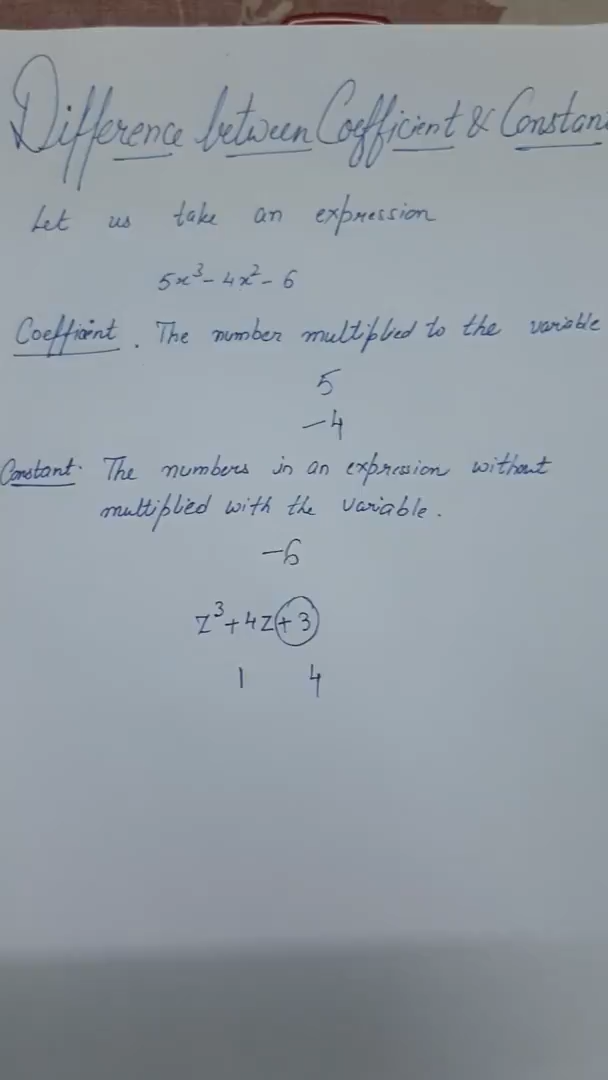 Difference between Coefficient & Constan
Let us take an expression
5x³ - 4x² - 6
Coefficient. The number multiplied to the variable
5
-4
Constant. The numbers in an expression without
multiplied with the variable.
-6
z³ + 4z + 3
1 4